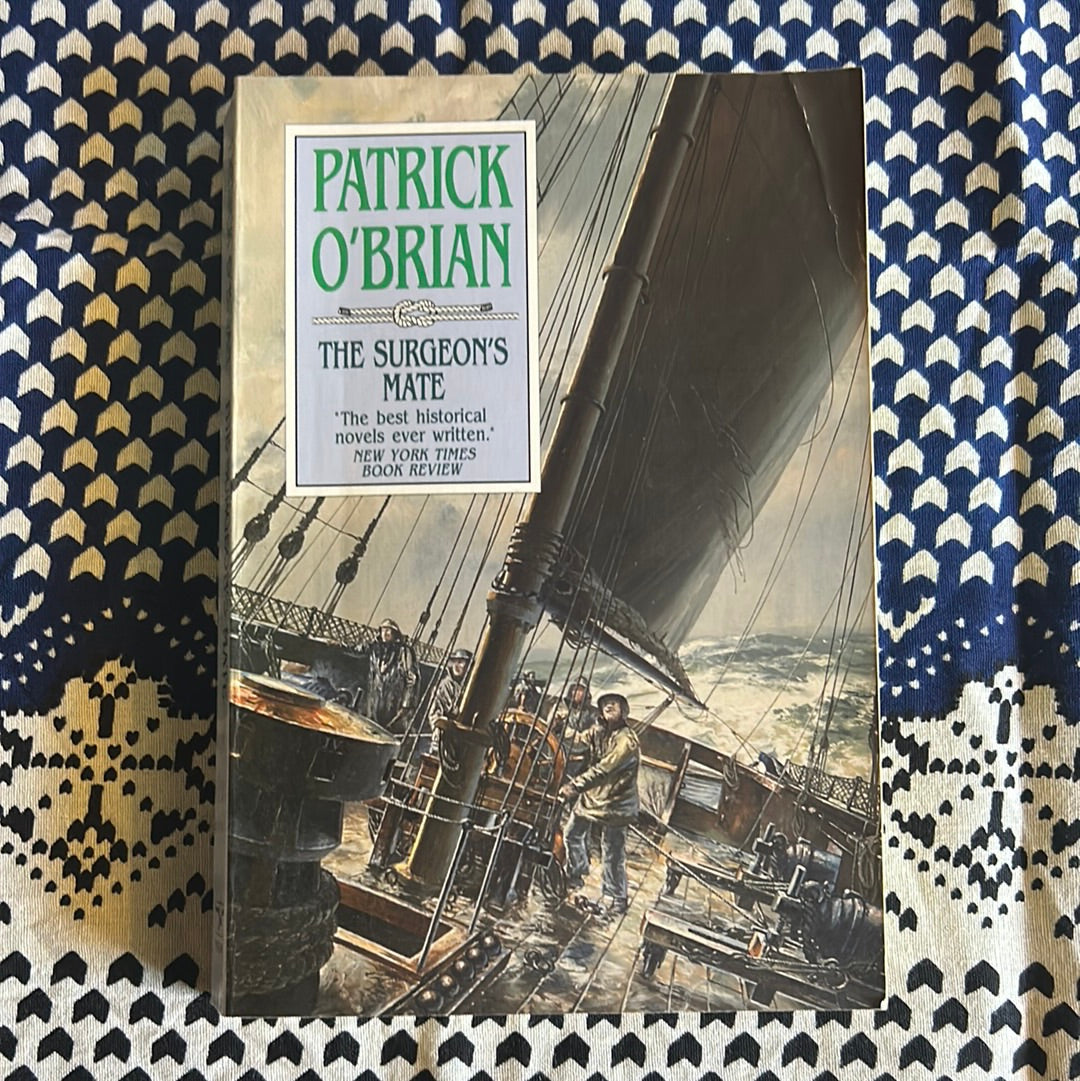 PATRICK
O'BRIAN
THE SURGEON'S
MATE
"The best historical
novels ever written."
NEW YORK TIMES
BOOK REVIEW